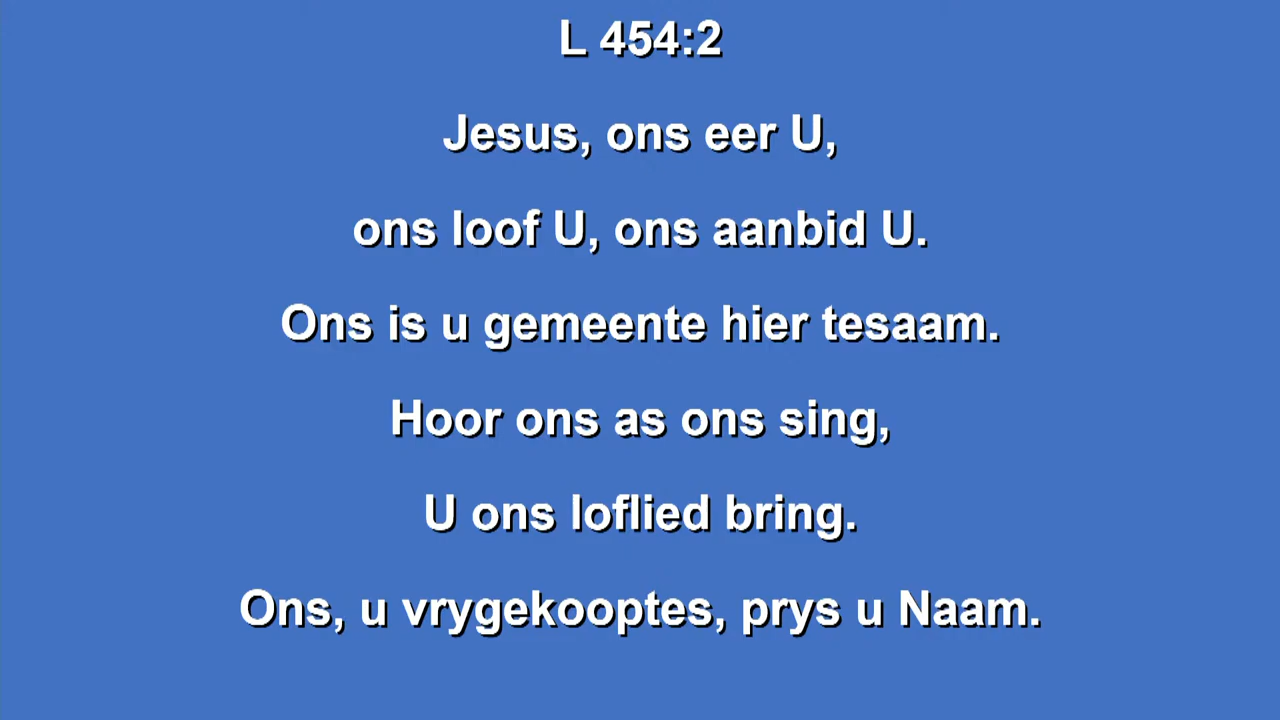 L 454:2
Jesus, ons eer U,
ons loof U, ons aanbid U.
Ons is u gemeente hier tesaam.
Hoor ons as ons sing,
U ons loflied bring.
Ons, u vrygekooptes, prys u Naam.